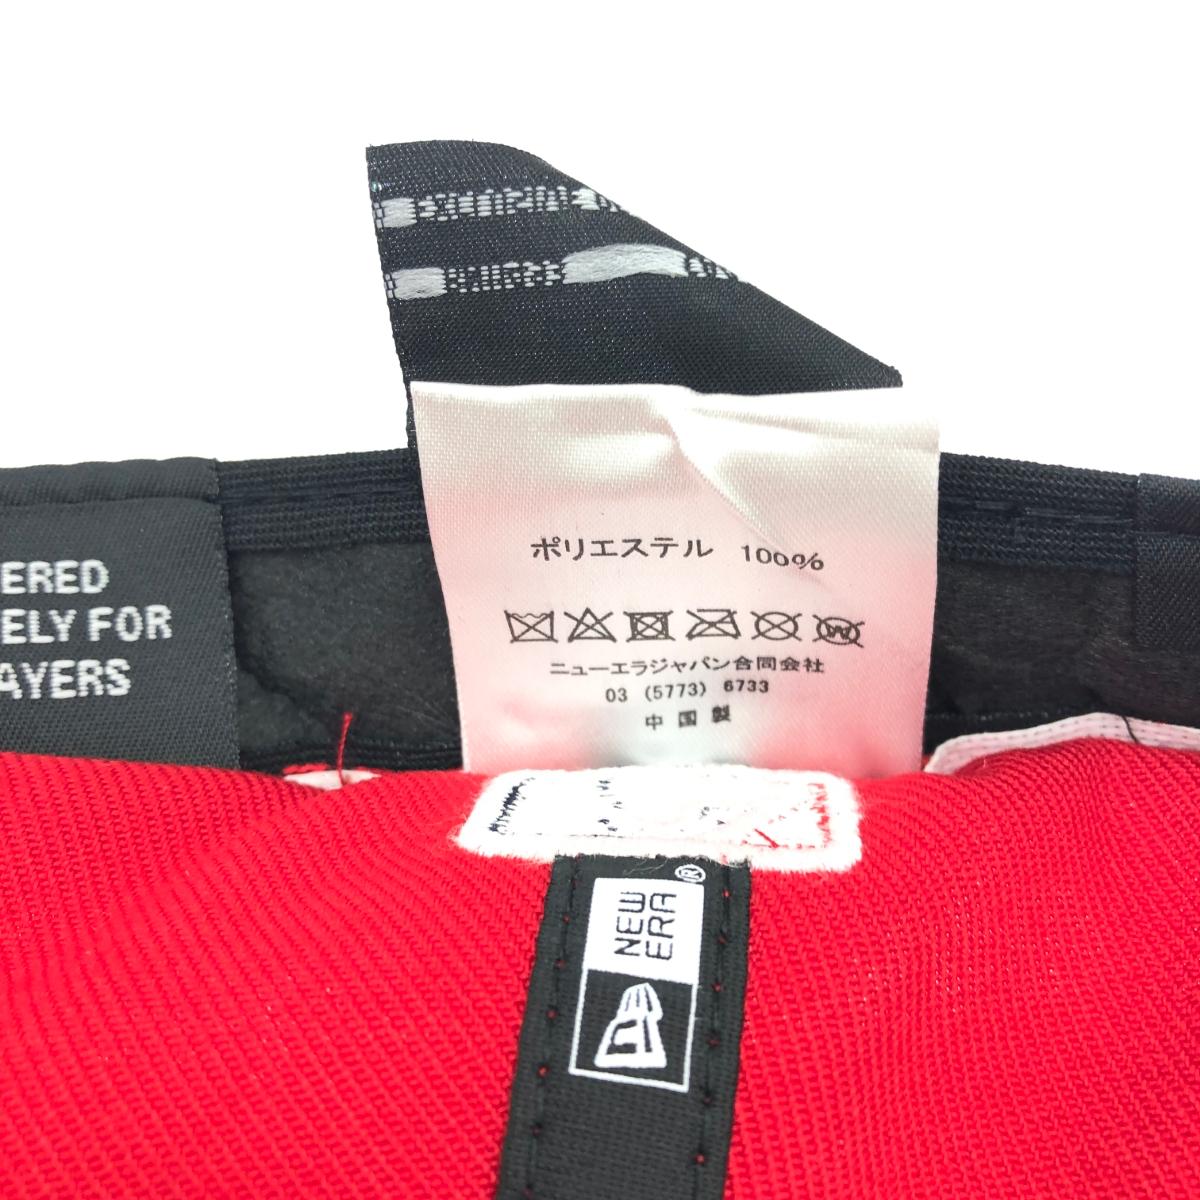 ポリエステル 100%
ニューエラジャパン合同会社
03 (5773) 6733
中国製
ERED
ELY FOR
AYERS
NEW
ERA®